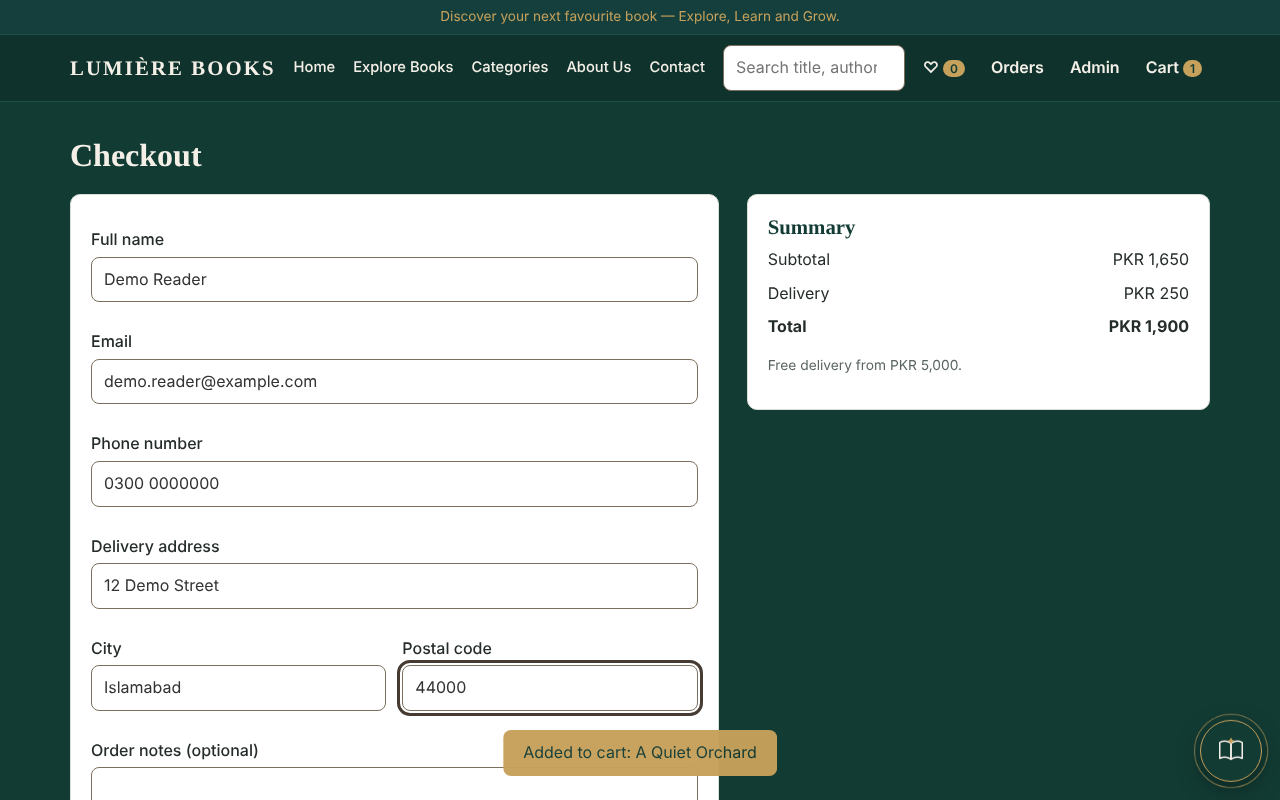 Discover your next favourite book — Explore, Learn and Grow.
LUMIÈRE BOOKS Home Explore Books Categories About Us Contact Search title, author ♡ 0 Orders Admin Cart 1
Checkout
Full name
Demo Reader
Email
demo.reader@example.com
Phone number
0300 0000000
Delivery address
12 Demo Street
City
Islamabad
Postal code
44000
Order notes (optional)
Summary
Subtotal PKR 1,650
Delivery PKR 250
Total PKR 1,900
Free delivery from PKR 5,000.
Added to cart: A Quiet Orchard